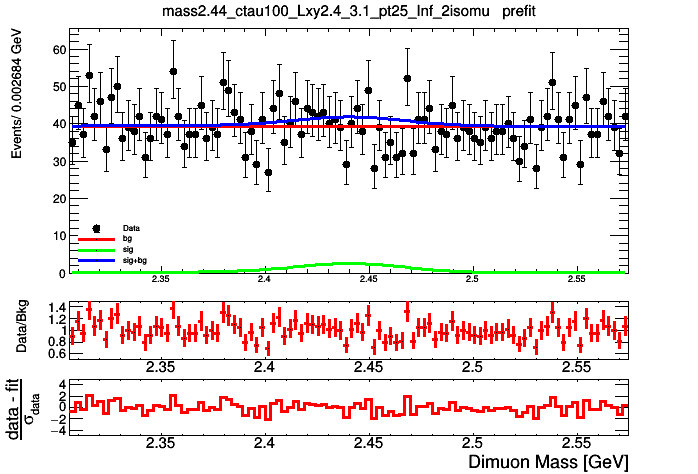 mass2.44_ctau100_Lxy2.4_3.1_pt25_Inf_2isomu prefit
Events/ 0.002664 GeV
60
50
40
30
20
10
0
Data
bg
sig
sig+bg
2.35 2.4 2.45 2.5 2.55
Data/Bkg
1.4
1.2
1
0.8
0.6
2.35 2.4 2.45 2.5 2.55
data - fit
σdata
4
2
0
−2
−4
2.35 2.4 2.45 2.5 2.55
Dimuon Mass [GeV]